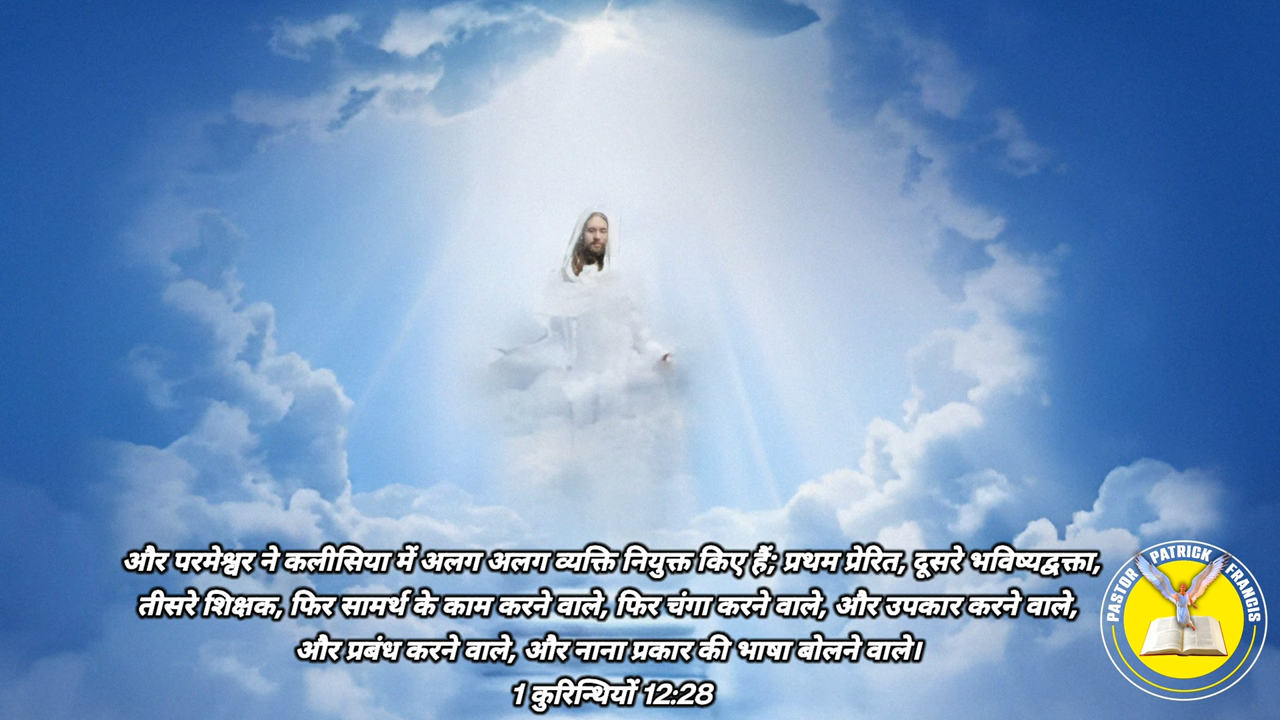 और परमेश्वर ने कलीसिया में अलग अलग व्यक्ति नियुक्त किए हैं; प्रथम प्रेरित, दूसरे भविष्यद्वक्ता,
तीसरे शिक्षक, फिर सामर्थ के काम करने वाले, फिर चंगा करने वाले, और उपकार करने वाले,
और प्रबंध करने वाले, और नाना प्रकार की भाषा बोलने वाले।
1 कुरिन्थियों 12:28
PASTOR PATRICK FRANCIS